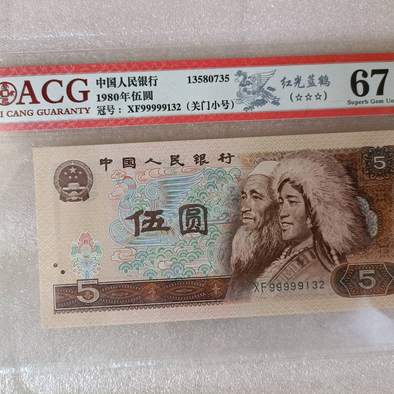 ACG
I CANG GUARANTY
中国人民银行 13580735
1980年伍圆
冠号: XF99999132 (关门小号)
红光蓝鹤
(☆☆☆)
67
Superb Gem Un
中国人民银行
5
伍圆
5
XF99999132
5